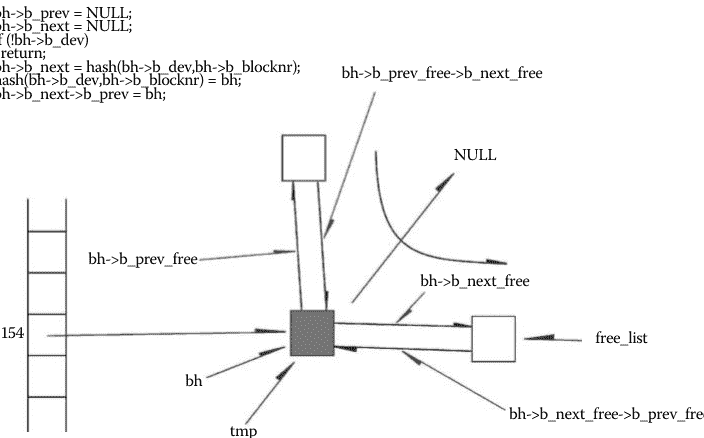 bh->b_prev = NULL;
bh->b_next = NULL;
if (!bh->b_dev)
return;
bh->b_next = hash(bh->b_dev,bh->b_blocknr);
hash(bh->b_dev,bh->b_blocknr) = bh;
bh->b_next->b_prev = bh;
bh->b_prev_free->b_next_free
NULL
bh->b_prev_free
bh->b_next_free
154
free_list
bh
bh->b_next_free->b_prev_fre
tmp